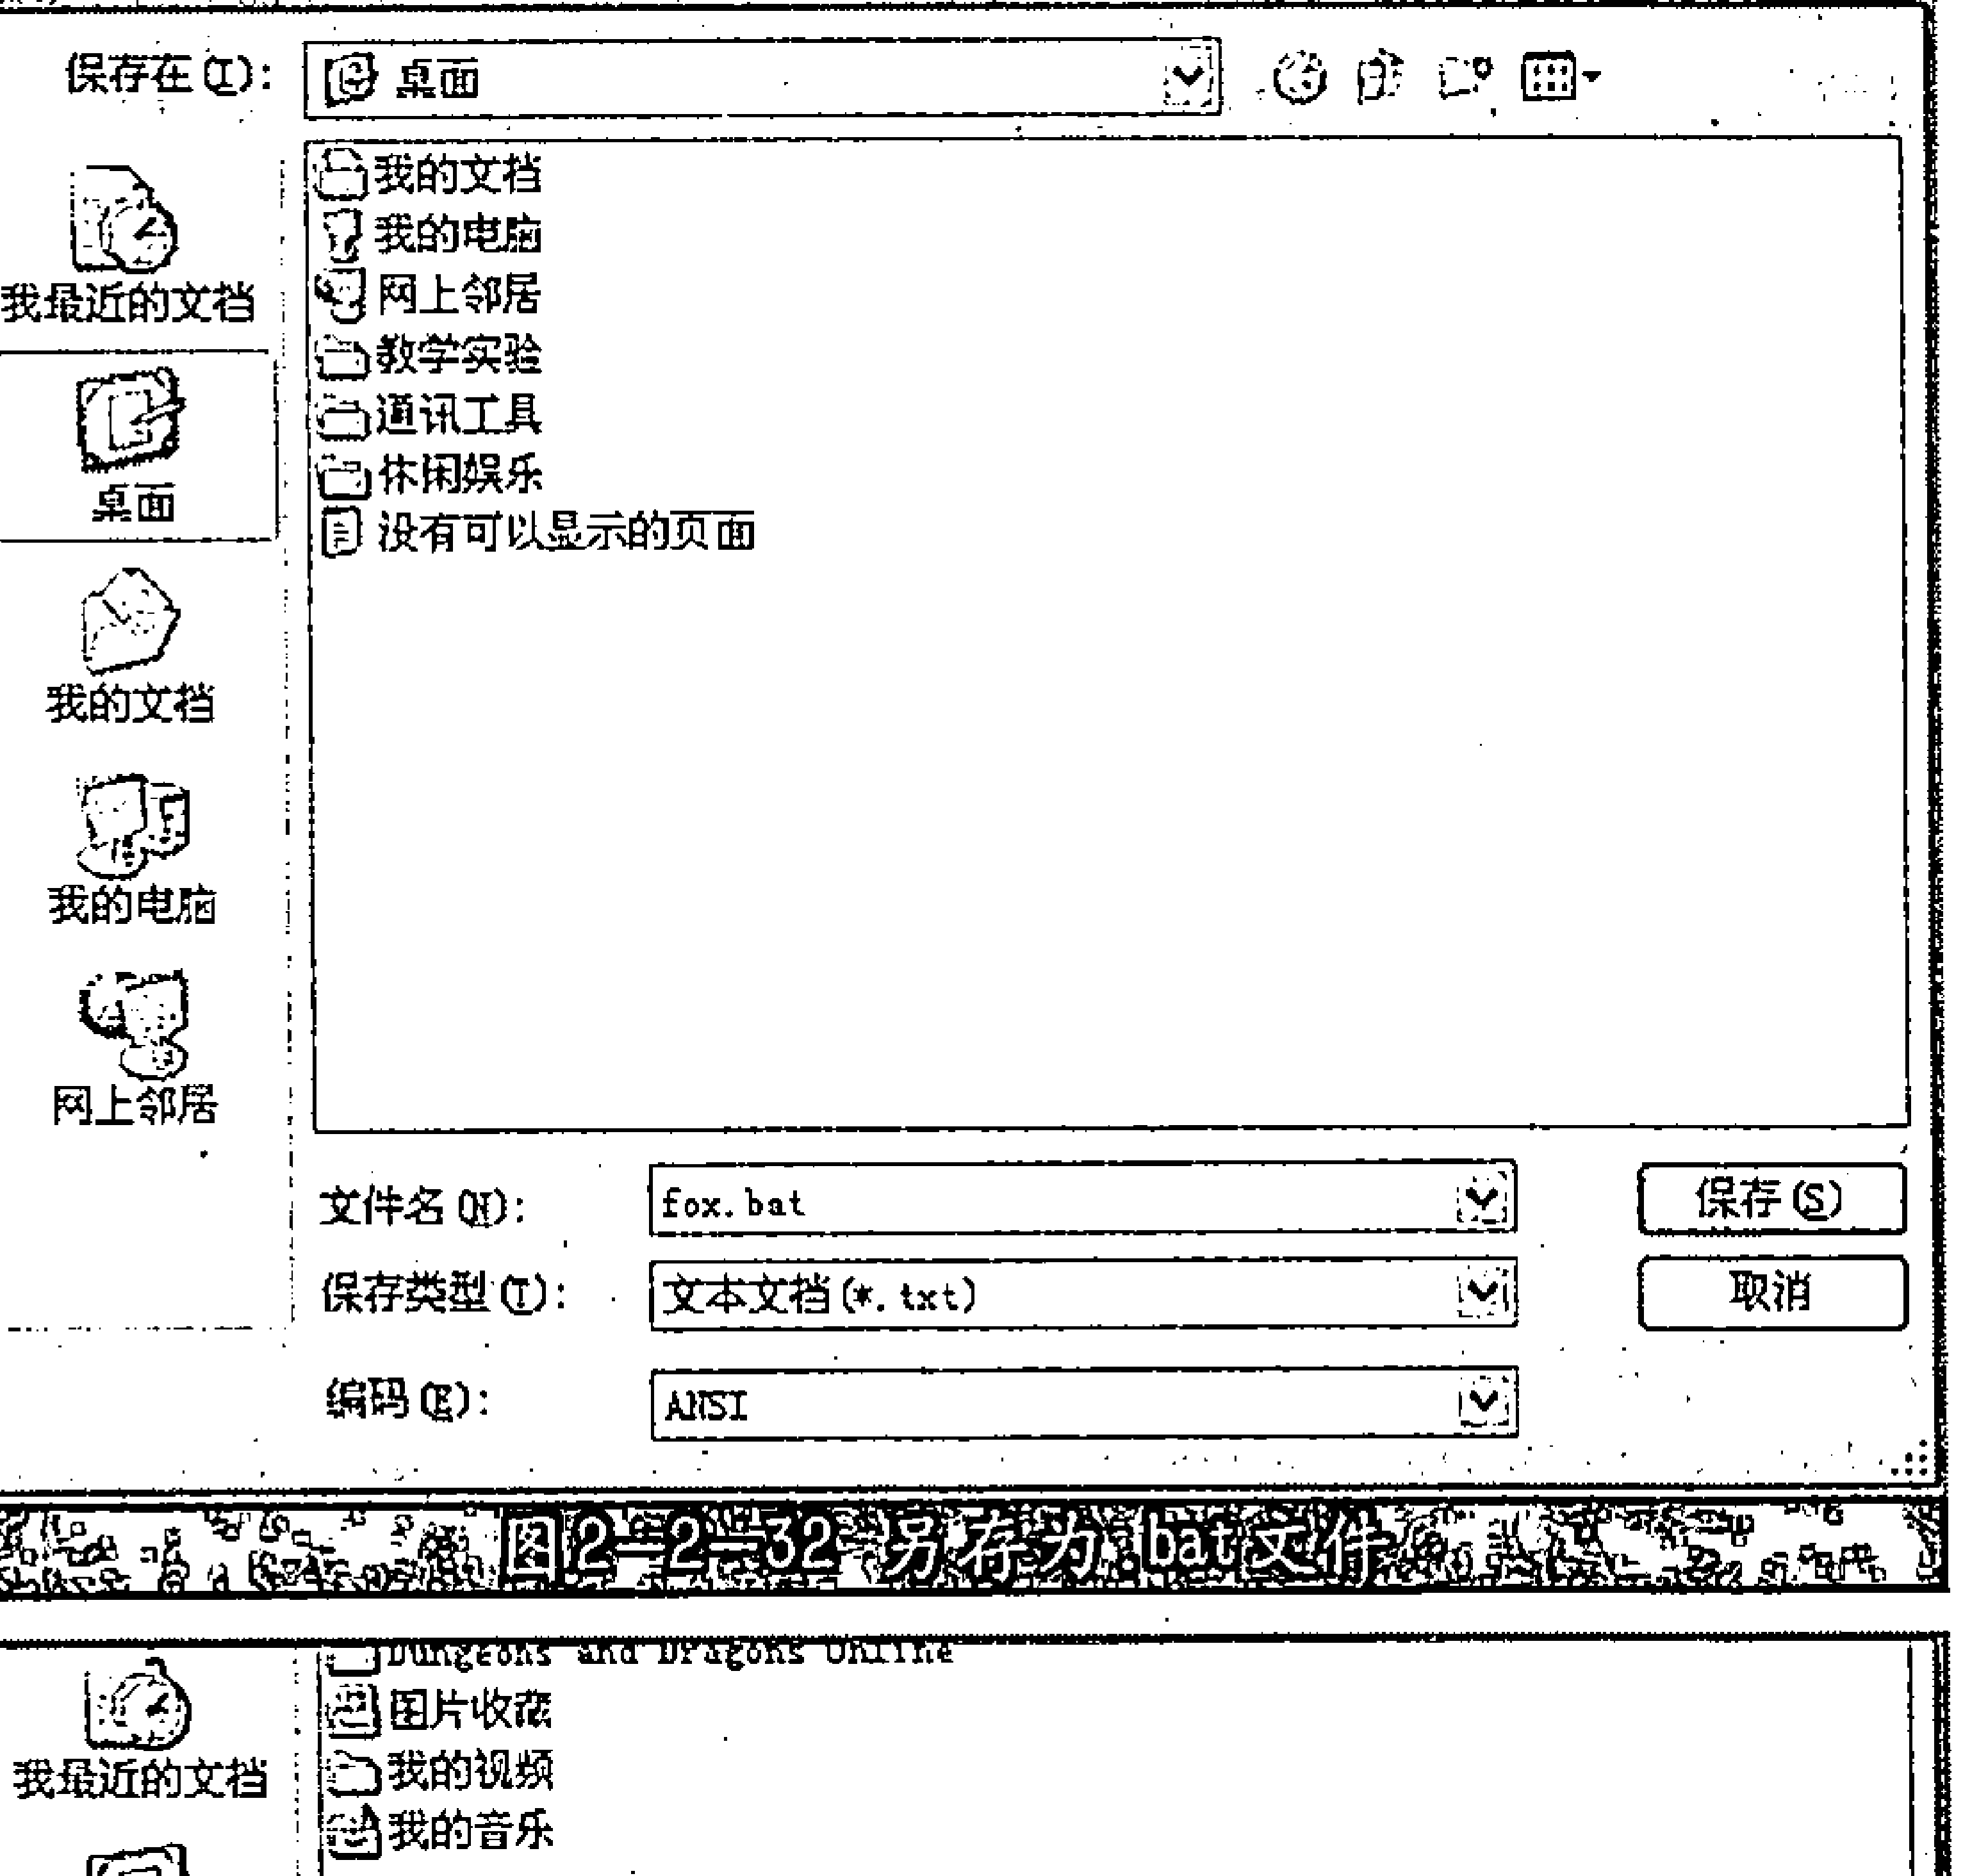 保存在(I):
桌面
我最近的文档
桌面
我的文档
我的电脑
网上邻居
我的文档
我的电脑
网上邻居
教学实验
通讯工具
休闲娱乐
没有可以显示的页面
文件名(N):
fox.bat
保存(S)
保存类型(T):
文本文档(*.txt)
取消
编码(E):
ANSI
图2-2-32 另存为.bat文件
Dungeons and Dragons Online
图片收藏
我的视频
我的音乐
我最近的文档